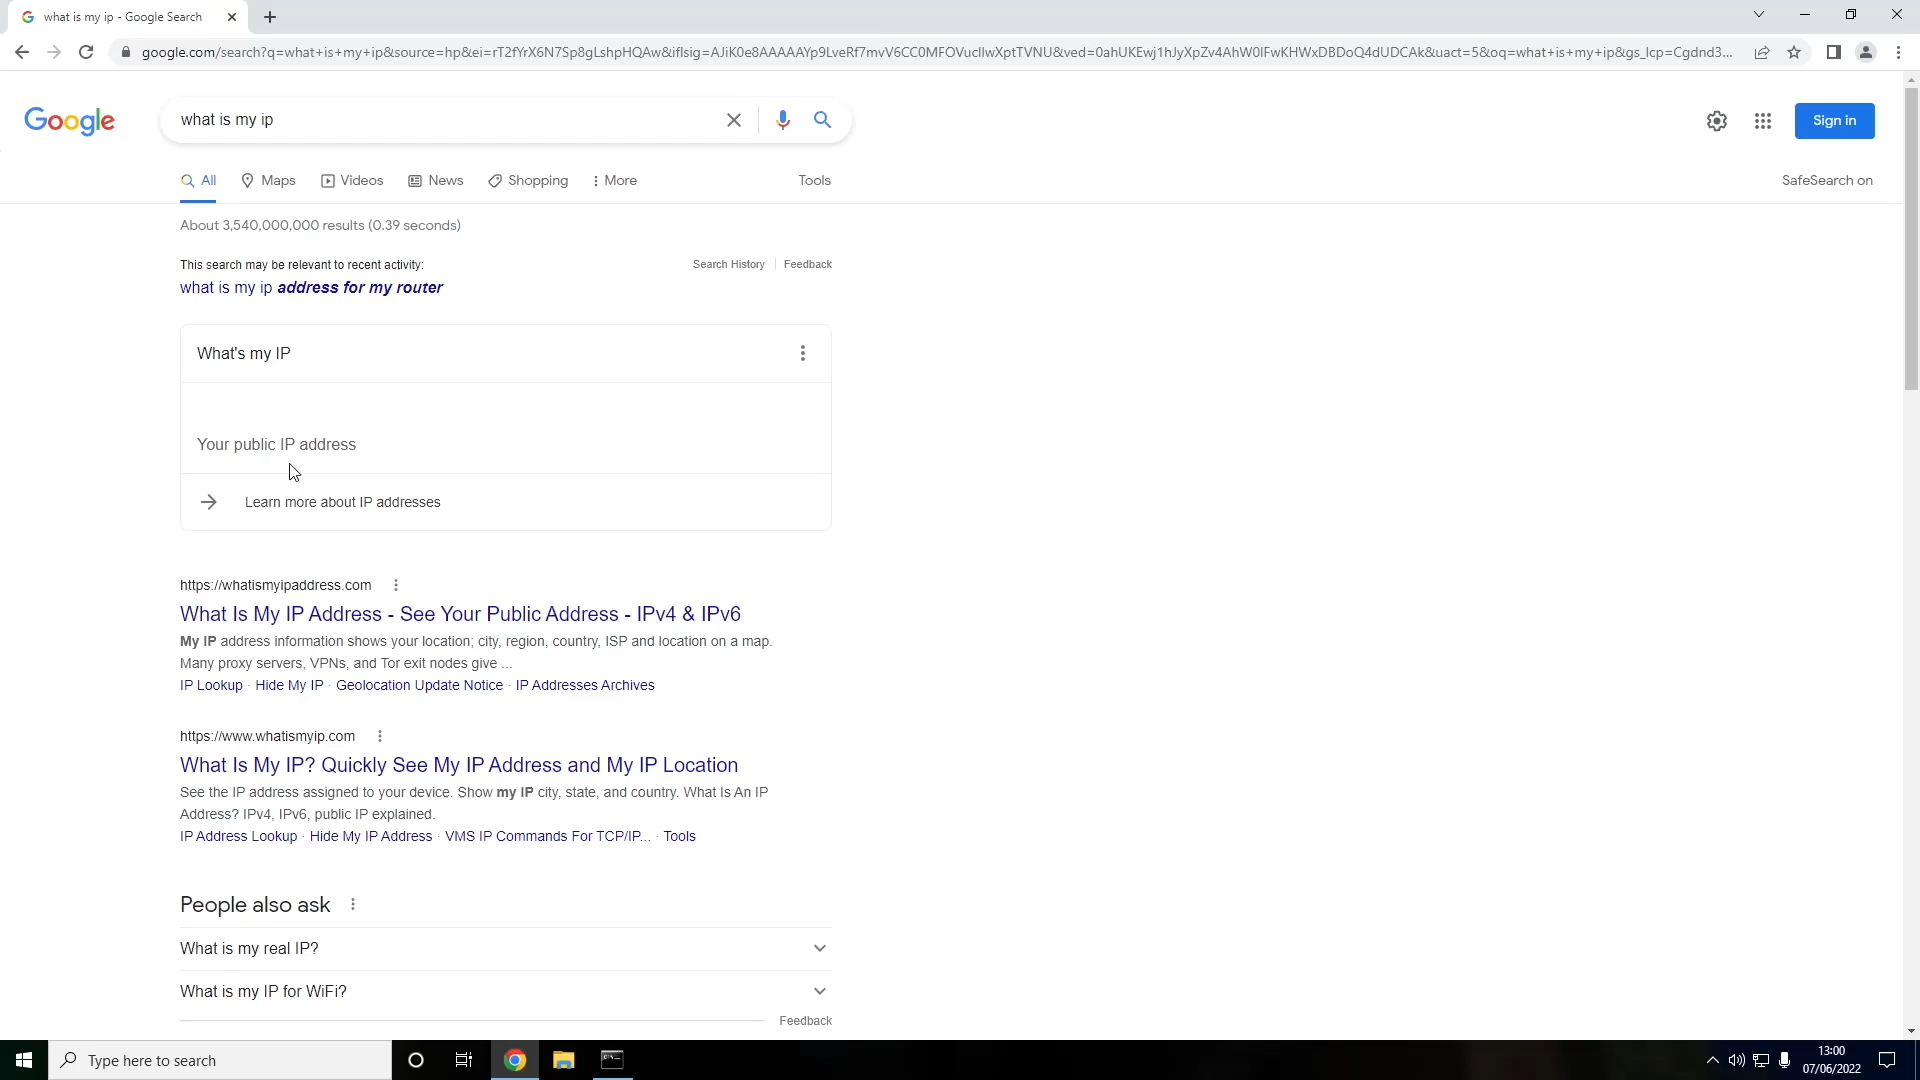 what is my ip - Google Search
google.com/search?q=what+is+my+ip&source=hp&ei=rT2fYrX6N7Sp8gLshpHQAw&iflsig=AJiK0e8AAAAAYp9LveRf7mvV6CC0MFOVucllwXptTVNU&ved=0ahUKEwj1hJyXpZv4AhW0lFwKHWxDBDoQ4dUDCAk&uact=5&oq=what+is+my+ip&gs_lcp=Cgdnd3...
Google
what is my ip
Sign in
All Maps Videos News Shopping More Tools SafeSearch on
About 3,540,000,000 results (0.39 seconds)
This search may be relevant to recent activity: Search History Feedback
what is my ip address for my router
What's my IP
Your public IP address
Learn more about IP addresses
https://whatismyipaddress.com
What Is My IP Address - See Your Public Address - IPv4 & IPv6
My IP address information shows your location; city, region, country, ISP and location on a map.
Many proxy servers, VPNs, and Tor exit nodes give ...
IP Lookup · Hide My IP · Geolocation Update Notice · IP Addresses Archives
https://www.whatismyip.com
What Is My IP? Quickly See My IP Address and My IP Location
See the IP address assigned to your device. Show my IP city, state, and country. What Is An IP
Address? IPv4, IPv6, public IP explained.
IP Address Lookup · Hide My IP Address · VMS IP Commands For TCP/IP... · Tools
People also ask
What is my real IP?
What is my IP for WiFi?
Feedback
Type here to search
13:00
07/06/2022